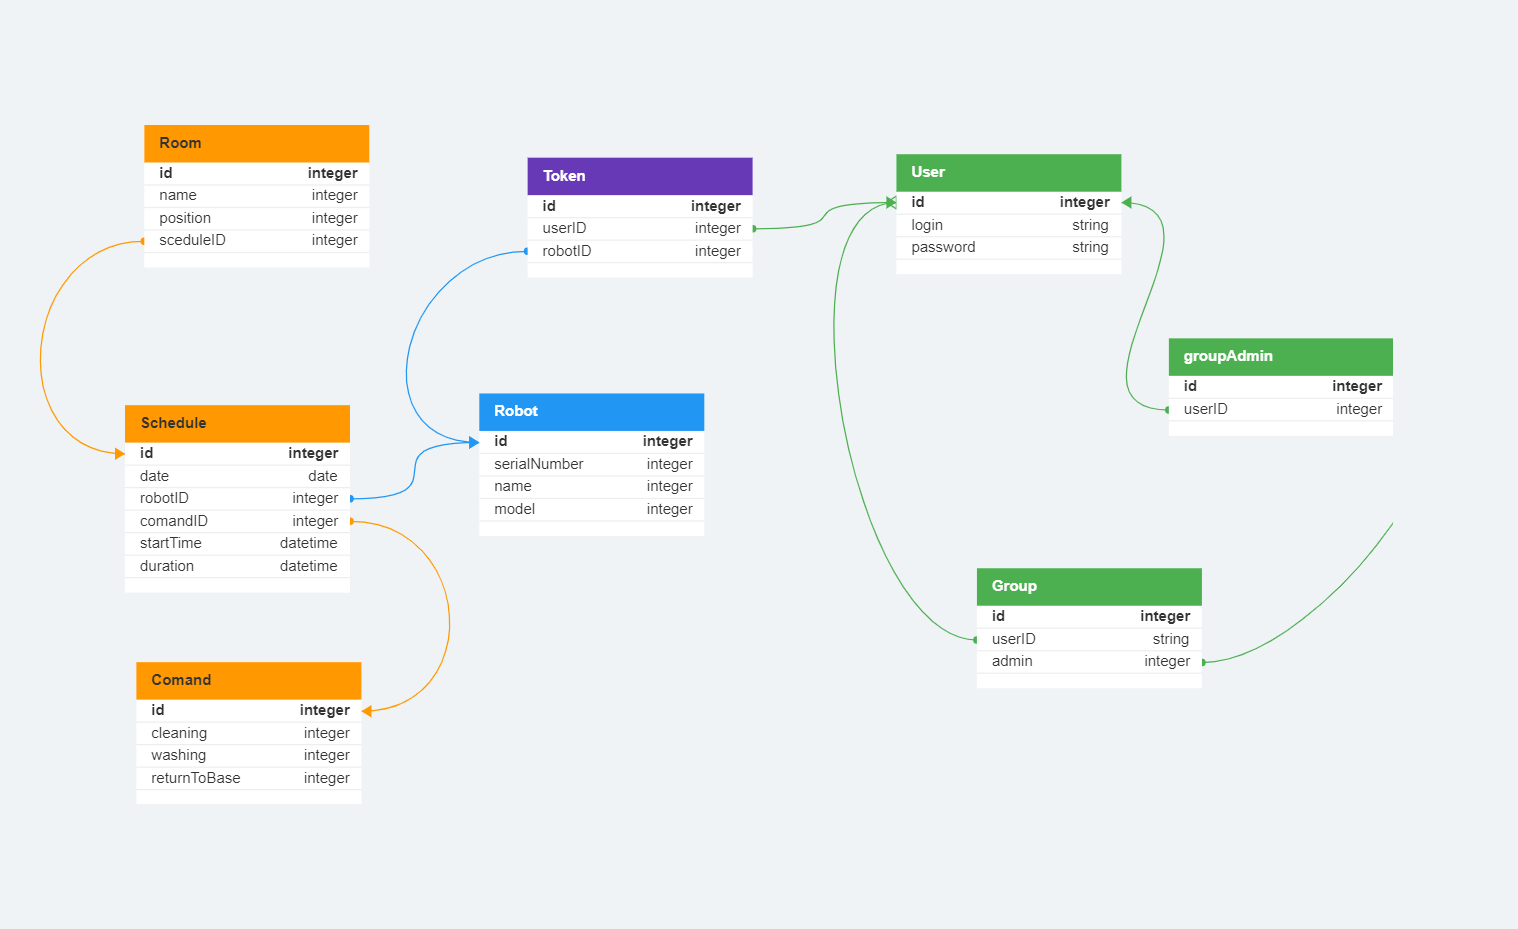 Room
id integer
name integer
position integer
sceduleID integer
Token
id integer
userID integer
robotID integer
User
id integer
login string
password string
groupAdmin
id integer
userID integer
Schedule
id integer
date date
robotID integer
comandID integer
startTime datetime
duration datetime
Robot
id integer
serialNumber integer
name integer
model integer
Group
id integer
userID string
admin integer
Comand
id integer
cleaning integer
washing integer
returnToBase integer